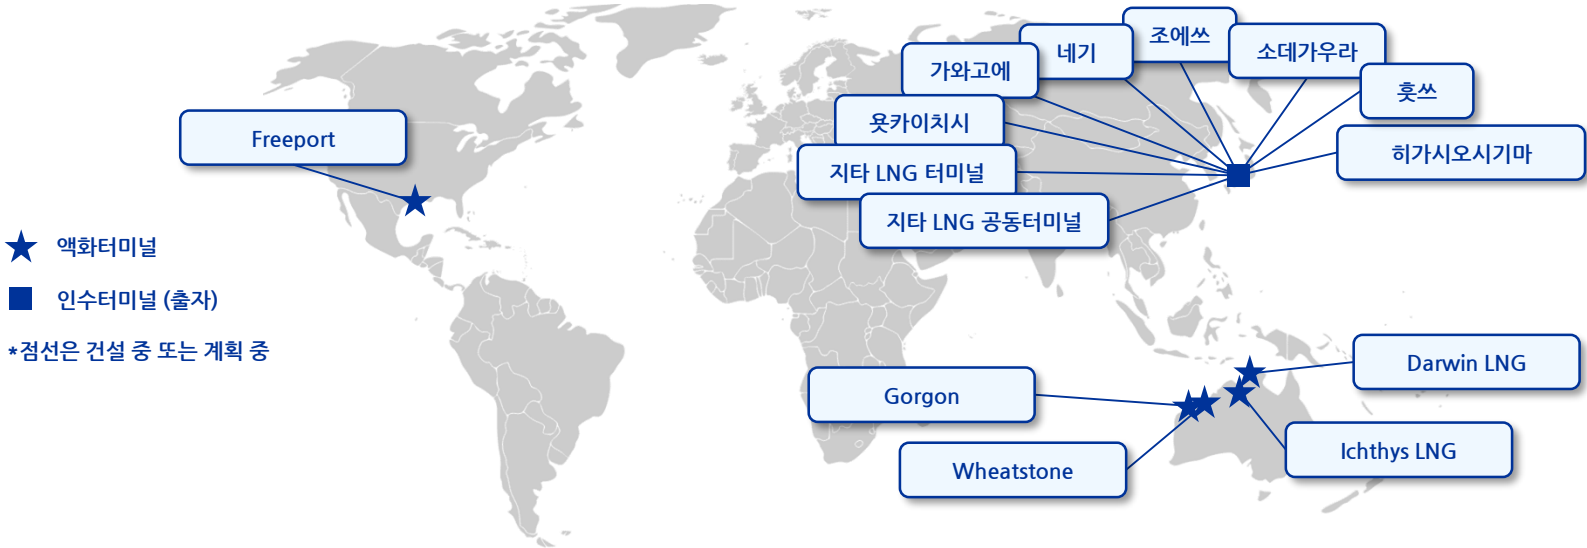 조에쓰
네기
소데가우라
가와고에
훗쓰
욧카이치시
Freeport
히가시오시기마
지타 LNG 터미널
지타 LNG 공동터미널
★ 액화터미널
■ 인수터미널 (출자)
*점선은 건설 중 또는 계획 중
Darwin LNG
Gorgon
Ichthys LNG
Wheatstone